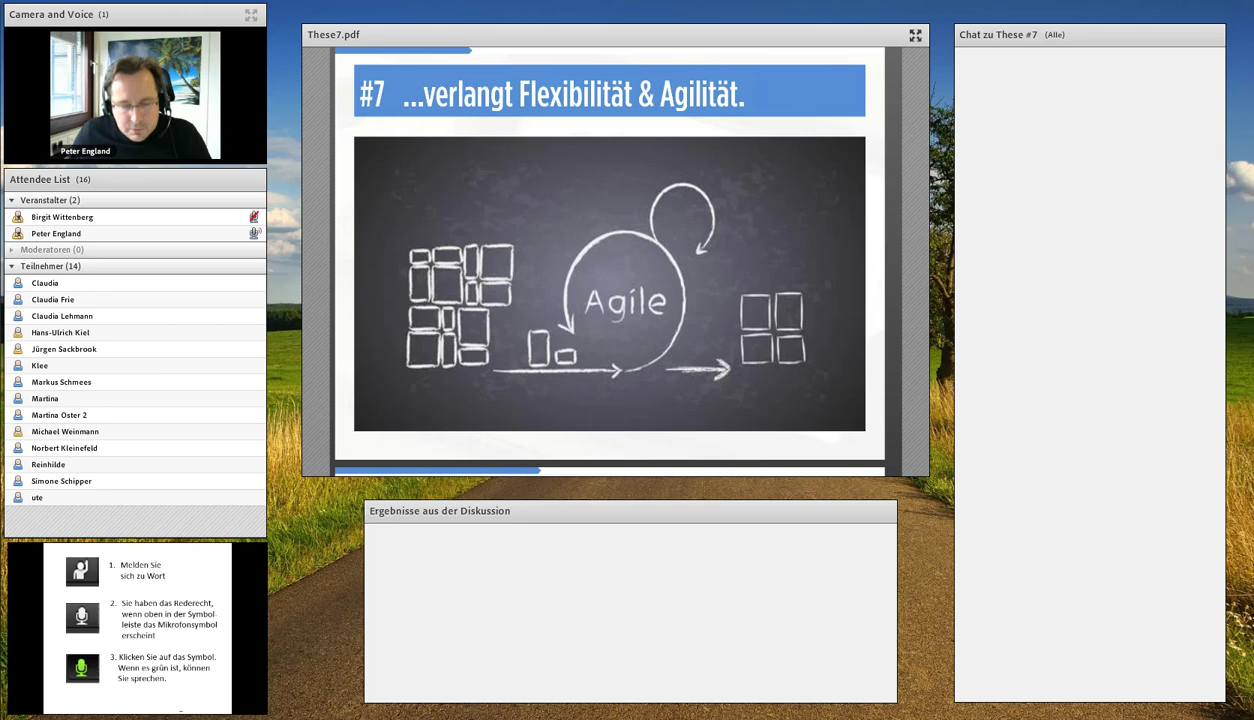 Camera and Voice (1)
Peter England
Attendee List (16)
Veranstalter (2)
Birgit Wittenberg
Peter England
Moderatoren (0)
Teilnehmer (14)
Claudia
Claudia Frie
Claudia Lehmann
Hans-Ulrich Kiel
Jürgen Sackbrook
Klee
Markus Schmees
Martina
Martina Oster 2
Michael Weinmann
Norbert Kleinefeld
Reinhilde
Simone Schipper
ute
1. Melden Sie
sich zu Wort
2. Sie haben das Rederecht,
wenn oben in der Symbol-
leiste das Mikrofonsymbol
erscheint
3. Klicken Sie auf das Symbol.
Wenn es grün ist, können
Sie sprechen.
These7.pdf
#7 ...verlangt Flexibilität & Agilität.
Agile
Ergebnisse aus der Diskussion
Chat zu These #7 (Alle)